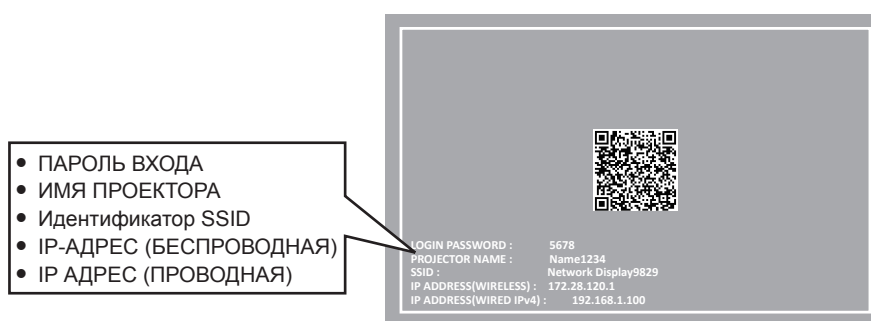 • ПАРОЛЬ ВХОДА
• ИМЯ ПРОЕКТОРА
• Идентификатор SSID
• IP-АДРЕС (БЕСПРОВОДНАЯ)
• IP АДРЕС (ПРОВОДНАЯ)
LOGIN PASSWORD : 5678
PROJECTOR NAME : Name1234
SSID : Network Display9829
IP ADDRESS(WIRELESS) : 172.28.120.1
IP ADDRESS(WIRED IPv4) : 192.168.1.100